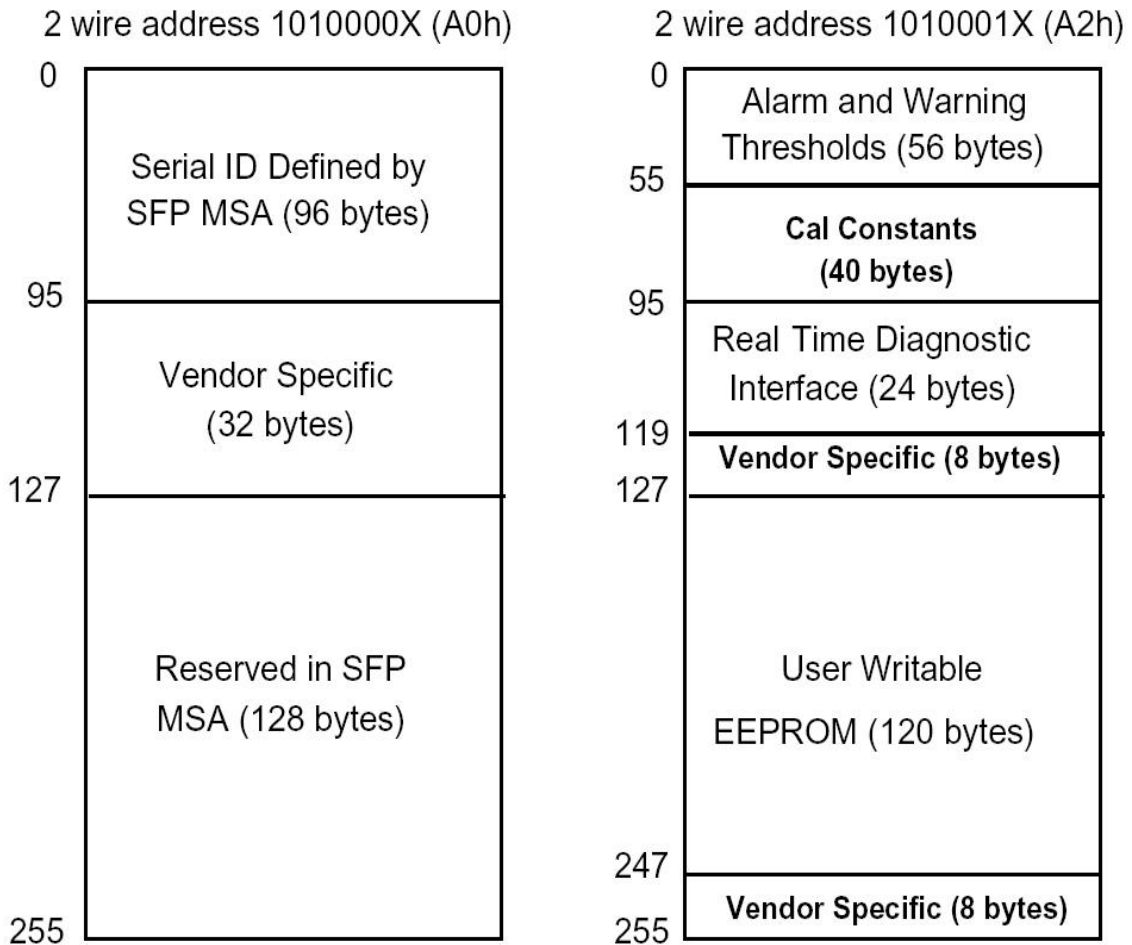 2 wire address 1010000X (A0h)
0
Serial ID Defined by
SFP MSA (96 bytes)
95
Vendor Specific
(32 bytes)
127
Reserved in SFP
MSA (128 bytes)
255
2 wire address 1010001X (A2h)
0
Alarm and Warning
Thresholds (56 bytes)
55
Cal Constants
(40 bytes)
95
Real Time Diagnostic
Interface (24 bytes)
119
Vendor Specific (8 bytes)
127
User Writable
EEPROM (120 bytes)
247
Vendor Specific (8 bytes)
255